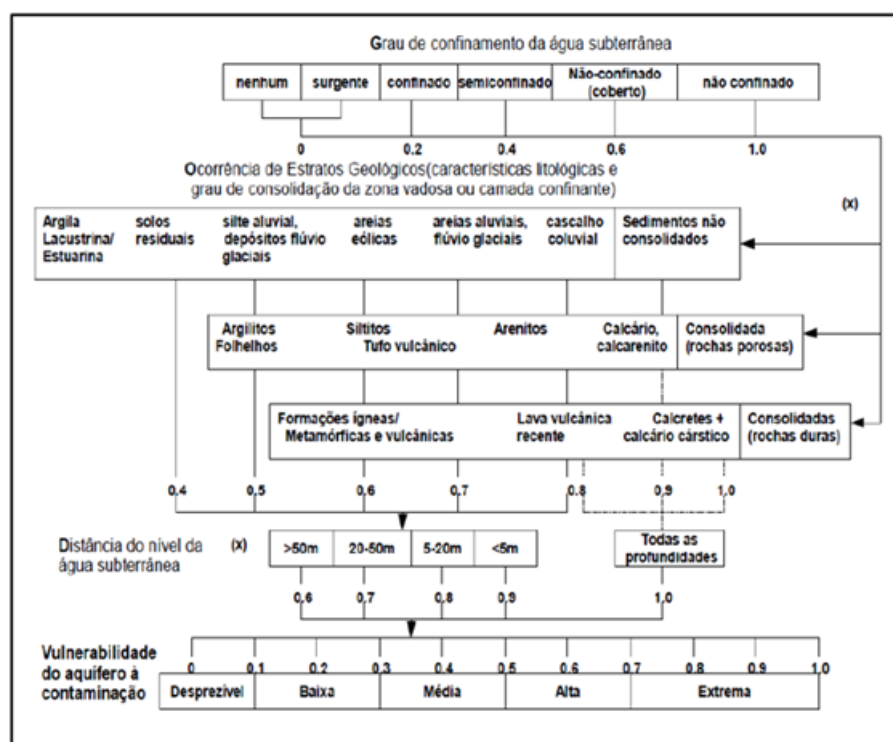 Grau de confinamento da água subterrânea
nenhum surgente confinado semiconfinado Não-confinado (coberto) não confinado
0 0.2 0.4 0.6 1.0
Ocorrência de Estratos Geológicos(características litológicas e
grau de consolidação da zona vadosa ou camada confinante)
(x)
Argila solos silte aluvial, areias areias aluviais, cascalho Sedimentos não
Lacustrina/ residuais depósitos flúvio eólicas flúvio glaciais coluvial consolidados
Estuarina glaciais
Argilitos Siltitos Arenitos Calcário, Consolidada
Folhelhos Tufo vulcânico calcarenito (rochas porosas)
Formações ígneas/ Lava vulcânica Calcretes + Consolidadas
Metamórficas e vulcânicas recente calcário cárstico (rochas duras)
0,4 0,5 0,6 0,7 0,8 0,9 1,0
Distância do nível da (x) >50m 20-50m 5-20m <5m Todas as
água subterrânea profundidades
0,6 0,7 0,8 0,9 1,0
Vulnerabilidade
do aquífero à 0 0.1 0.2 0.3 0.4 0.5 0.6 0.7 0.8 0.9 1.0
contaminação Desprezível Baixa Média Alta Extrema